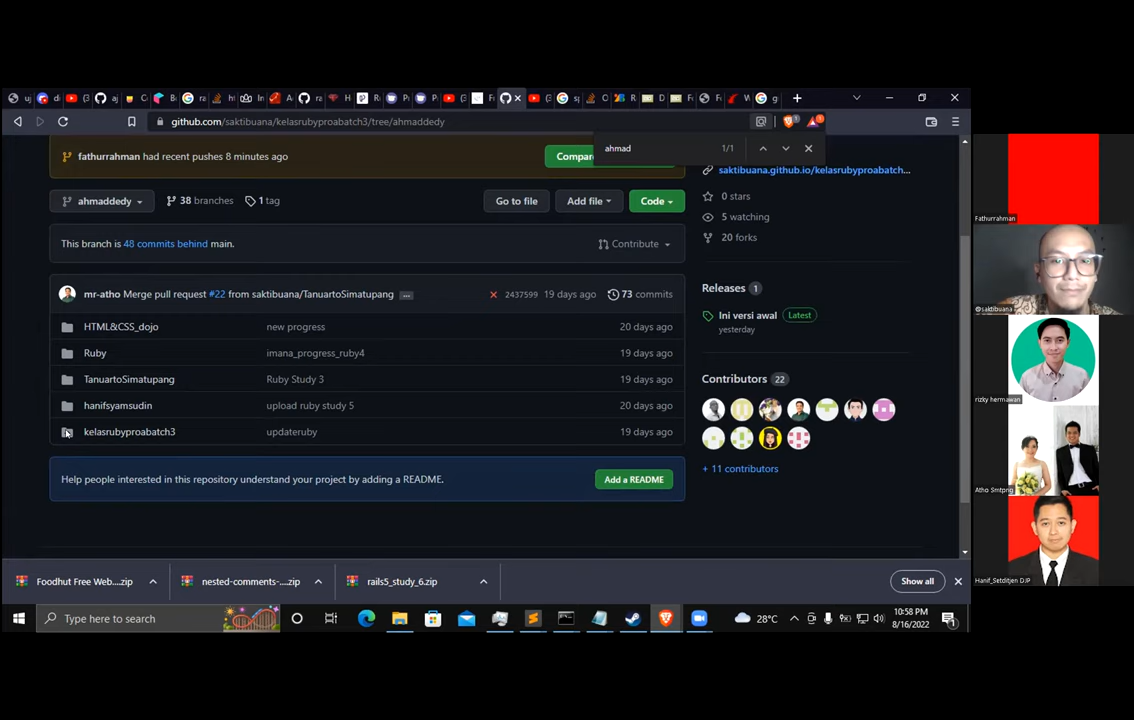 github.com/saktibuana/kelasrubyproabatch3/tree/ahmaddedy
ahmad
1/1
fathurrahman had recent pushes 8 minutes ago
Compar
saktibuana.github.io/kelasrubyproabatch...
ahmaddedy
38 branches
1 tag
Go to file
Add file
Code
0 stars
5 watching
20 forks
This branch is 48 commits behind main.
Contribute
mr-atho Merge pull request #22 from saktibuana/TanuartoSimatupang ...
2437599 19 days ago
73 commits
HTML&CSS_dojo new progress 20 days ago
Ruby imana_progress_ruby4 19 days ago
TanuartoSimatupang Ruby Study 3 19 days ago
hanifsyamsudin upload ruby study 5 20 days ago
kelasrubyproabatch3 updateruby 19 days ago
Help people interested in this repository understand your project by adding a README.
Add a README
Releases 1
Ini versi awal Latest
yesterday
Contributors 22
+ 11 contributors
Foodhut Free Web....zip
nested-comments-....zip
rails5_study_6.zip
Show all
Type here to search
28°C
10:58 PM
8/16/2022
Fathurrahman
@saktibuana
rizky hermawan
Atho Smtpng
Hanif_Setditjen DJP